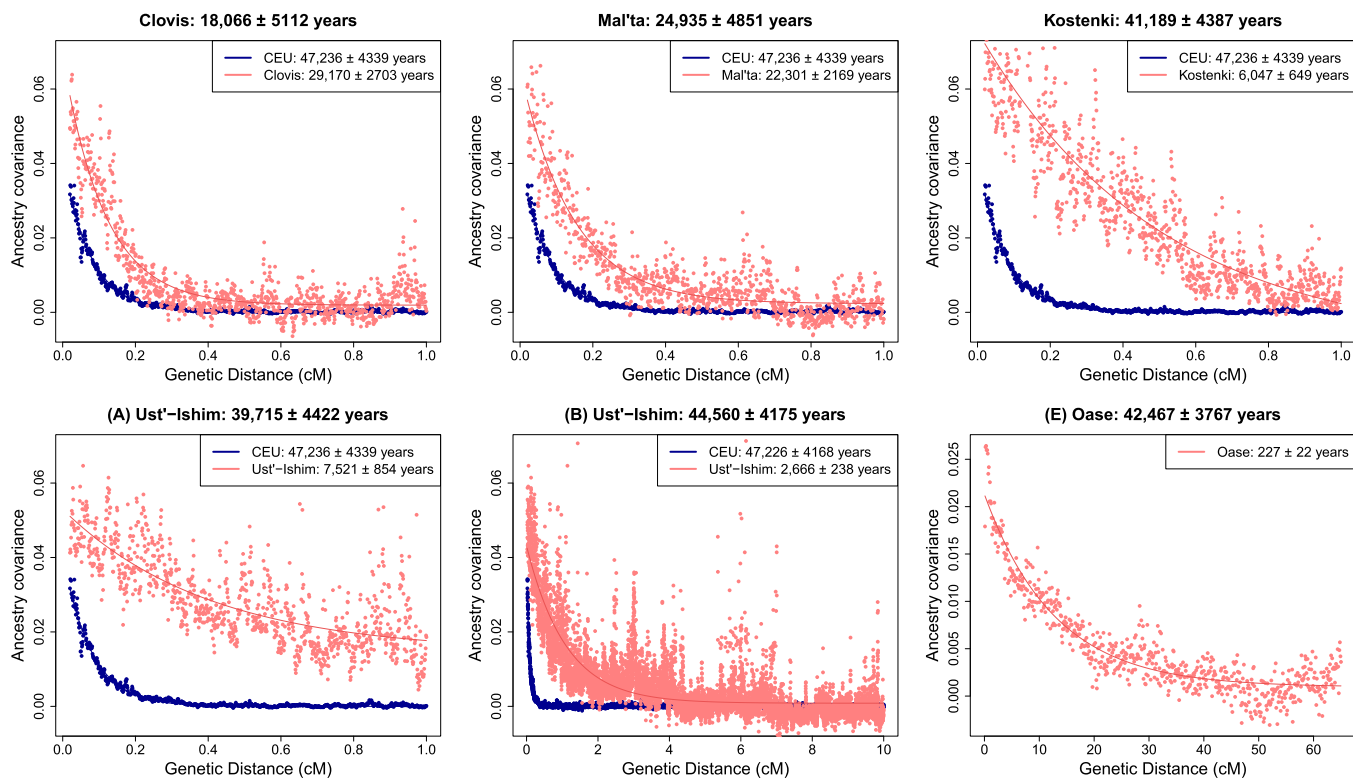 Clovis: 18,066 ± 5112 years
CEU: 47,236 ± 4339 years
Clovis: 29,170 ± 2703 years
Ancestry covariance
0.00 0.02 0.04 0.06
0.0 0.2 0.4 0.6 0.8 1.0
Genetic Distance (cM)
Mal'ta: 24,935 ± 4851 years
CEU: 47,236 ± 4339 years
Mal'ta: 22,301 ± 2169 years
Ancestry covariance
0.00 0.02 0.04 0.06
0.0 0.2 0.4 0.6 0.8 1.0
Genetic Distance (cM)
Kostenki: 41,189 ± 4387 years
CEU: 47,236 ± 4339 years
Kostenki: 6,047 ± 649 years
Ancestry covariance
0.00 0.02 0.04 0.06
0.0 0.2 0.4 0.6 0.8 1.0
Genetic Distance (cM)
(A) Ust'−Ishim: 39,715 ± 4422 years
CEU: 47,236 ± 4339 years
Ust'−Ishim: 7,521 ± 854 years
Ancestry covariance
0.00 0.02 0.04 0.06
0.0 0.2 0.4 0.6 0.8 1.0
Genetic Distance (cM)
(B) Ust'−Ishim: 44,560 ± 4175 years
CEU: 47,226 ± 4168 years
Ust'−Ishim: 2,666 ± 238 years
Ancestry covariance
0.00 0.02 0.04 0.06
0 2 4 6 8 10
Genetic Distance (cM)
(E) Oase: 42,467 ± 3767 years
Oase: 227 ± 22 years
Ancestry covariance
0.000 0.005 0.010 0.015 0.020 0.025
0 10 20 30 40 50 60
Genetic Distance (cM)